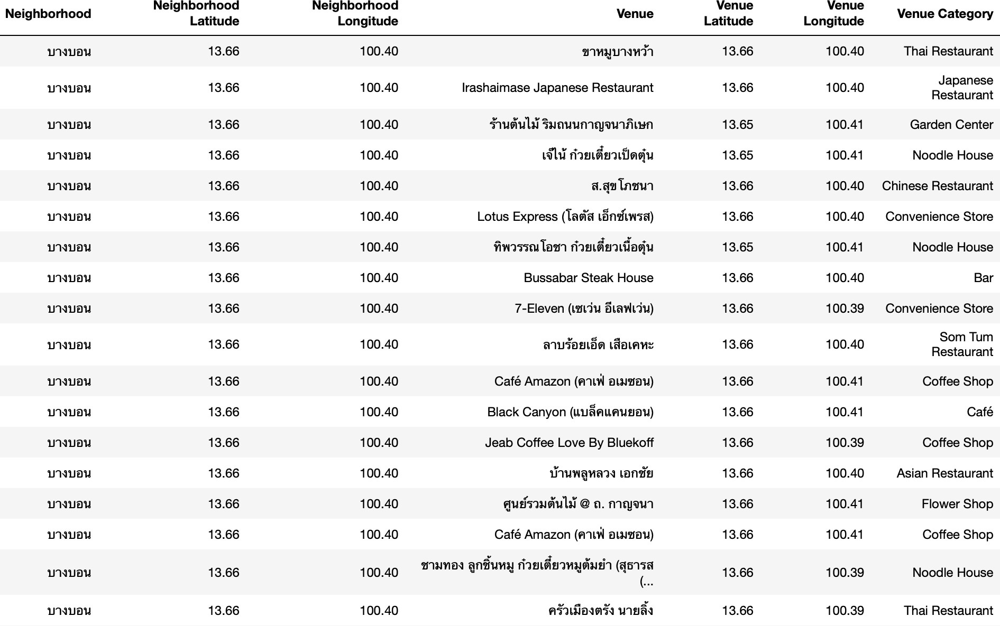 Neighborhood Neighborhood Latitude Neighborhood Longitude Venue Venue Latitude Venue Longitude Venue Category
บางบอน 13.66 100.40 ขาหมูบางหว้า 13.66 100.40 Thai Restaurant
บางบอน 13.66 100.40 Irashaimase Japanese Restaurant 13.66 100.40 Japanese Restaurant
บางบอน 13.66 100.40 ร้านต้นไม้ ริมถนนกาญจนาภิเษก 13.65 100.41 Garden Center
บางบอน 13.66 100.40 เจ๊ไน้ ก๋วยเตี๋ยวเป็ดตุ๋น 13.65 100.41 Noodle House
บางบอน 13.66 100.40 ส.สุขโภชนา 13.66 100.40 Chinese Restaurant
บางบอน 13.66 100.40 Lotus Express (โลตัส เอ็กซ์เพรส) 13.66 100.40 Convenience Store
บางบอน 13.66 100.40 ทิพวรรณโอชา ก๋วยเตี๋ยวเนื้อตุ๋น 13.65 100.41 Noodle House
บางบอน 13.66 100.40 Bussabar Steak House 13.66 100.40 Bar
บางบอน 13.66 100.40 7-Eleven (เซเว่น อีเลฟเว่น) 13.66 100.39 Convenience Store
บางบอน 13.66 100.40 ลาบร้อยเอ็ด เสือเคหะ 13.66 100.40 Som Tum Restaurant
บางบอน 13.66 100.40 Café Amazon (คาเฟ่ อเมซอน) 13.66 100.41 Coffee Shop
บางบอน 13.66 100.40 Black Canyon (แบล็คแคนยอน) 13.66 100.41 Café
บางบอน 13.66 100.40 Jeab Coffee Love By Bluekoff 13.66 100.39 Coffee Shop
บางบอน 13.66 100.40 บ้านพลูหลวง เอกชัย 13.66 100.40 Asian Restaurant
บางบอน 13.66 100.40 ศูนย์รวมต้นไม้ @ ถ. กาญจนา 13.66 100.41 Flower Shop
บางบอน 13.66 100.40 Café Amazon (คาเฟ่ อเมซอน) 13.66 100.41 Coffee Shop
บางบอน 13.66 100.40 ชามทอง ลูกชิ้นหมู ก๋วยเตี๋ยวหมูต้มยำ (สุธารส (... 13.66 100.39 Noodle House
บางบอน 13.66 100.40 ครัวเมืองตรัง นายลิ้ง 13.66 100.39 Thai Restaurant